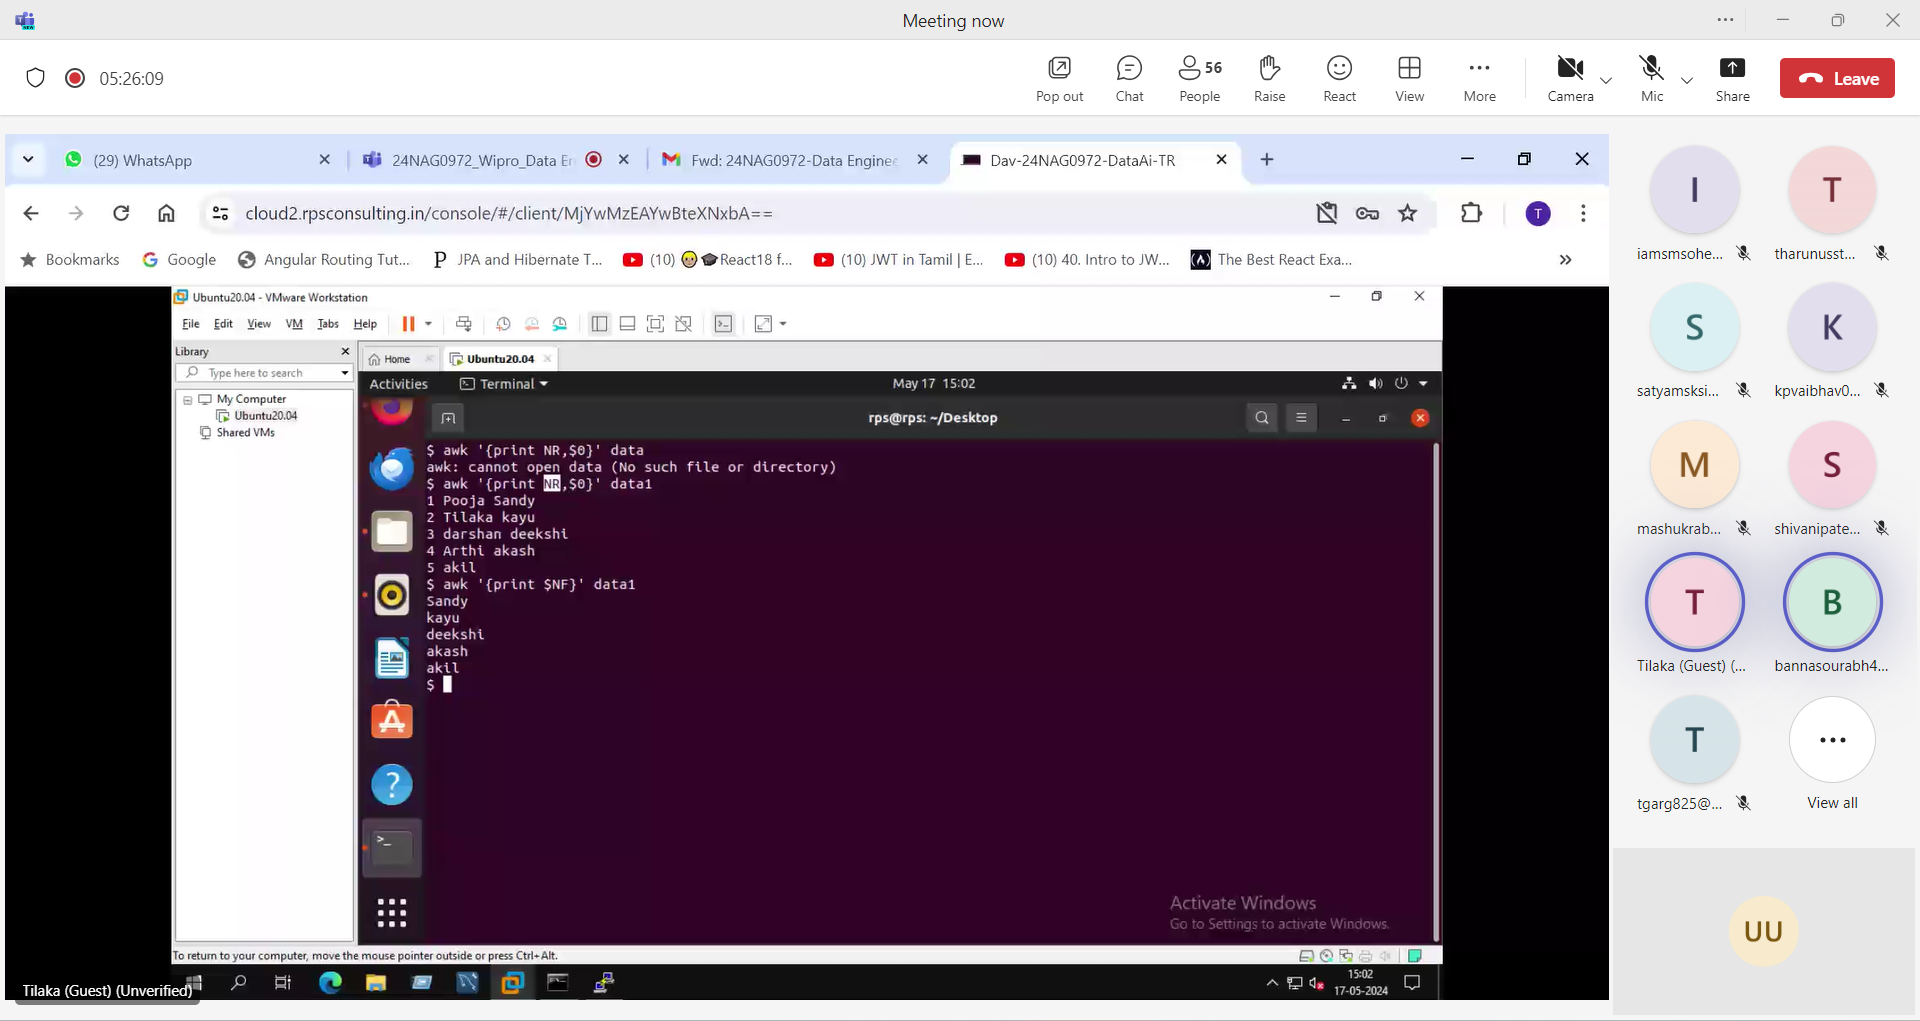 Meeting now
05:26:09
Pop out
Chat
56
People
Raise
React
View
More
Camera
Mic
Share
Leave
(29) WhatsApp
24NAG0972_Wipro_Data En
Fwd: 24NAG0972-Data Enginee
Dav-24NAG0972-DataAi-TR
cloud2.rpsconsulting.in/console/#/client/MjYwMzEAYwBteXNxbA==
T
Bookmarks
Google
Angular Routing Tut...
JPA and Hibernate T...
(10) 👨🎓React18 f...
(10) JWT in Tamil | E...
(10) 40. Intro to JW...
The Best React Exa...
Ubuntu20.04 - VMware Workstation
File Edit View VM Tabs Help
Library
Type here to search
My Computer
Ubuntu20.04
Shared VMs
Home
Ubuntu20.04
Activities
Terminal
May 17 15:02
rps@rps: ~/Desktop
$ awk '{print NR,$0}' data
awk: cannot open data (No such file or directory)
$ awk '{print NR,$0}' data1
1 Pooja Sandy
2 Tilaka kayu
3 darshan deekshi
4 Arthi akash
5 akil
$ awk '{print $NF}' data1
Sandy
kayu
deekshi
akash
akil
$
Activate Windows
Go to Settings to activate Windows.
To return to your computer, move the mouse pointer outside or press Ctrl+Alt.
15:02
17-05-2024
Tilaka (Guest) (Unverified)
I
iamsmsohe...
T
tharunusst...
S
satyamsksi...
K
kpvaibhav0...
M
mashukrab...
S
shivanipate...
T
Tilaka (Guest) (...
B
bannasourabh4...
T
tgarg825@...
View all
UU